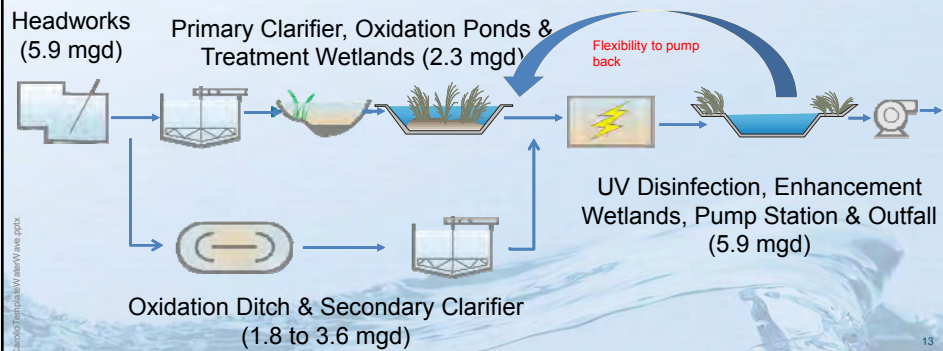 Headworks
(5.9 mgd)
Primary Clarifier, Oxidation Ponds &
Treatment Wetlands (2.3 mgd)
Flexibility to pump
back
UV Disinfection, Enhancement
Wetlands, Pump Station & Outfall
(5.9 mgd)
Oxidation Ditch & Secondary Clarifier
(1.8 to 3.6 mgd)
CarolloTemplateWaterWave.pptx
13